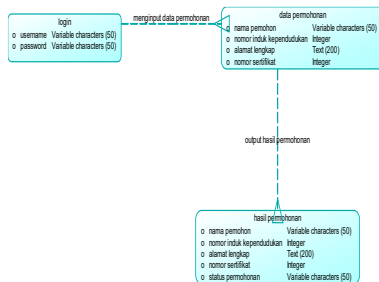 login
o username Variable characters (50)
o password Variable characters (50)
menginput data permohonan
data permohonan
o nama pemohon Variable characters (50)
o nomor induk kependudukan Integer
o alamat lengkap Text (200)
o nomor sertifikat Integer
output hasil permohonan
hasil permohonan
o nama pemohon Variable characters (50)
o nomor induk kependudukan Integer
o alamat lengkap Text (200)
o nomor sertifikat Integer
o status permohonan Variable characters (50)